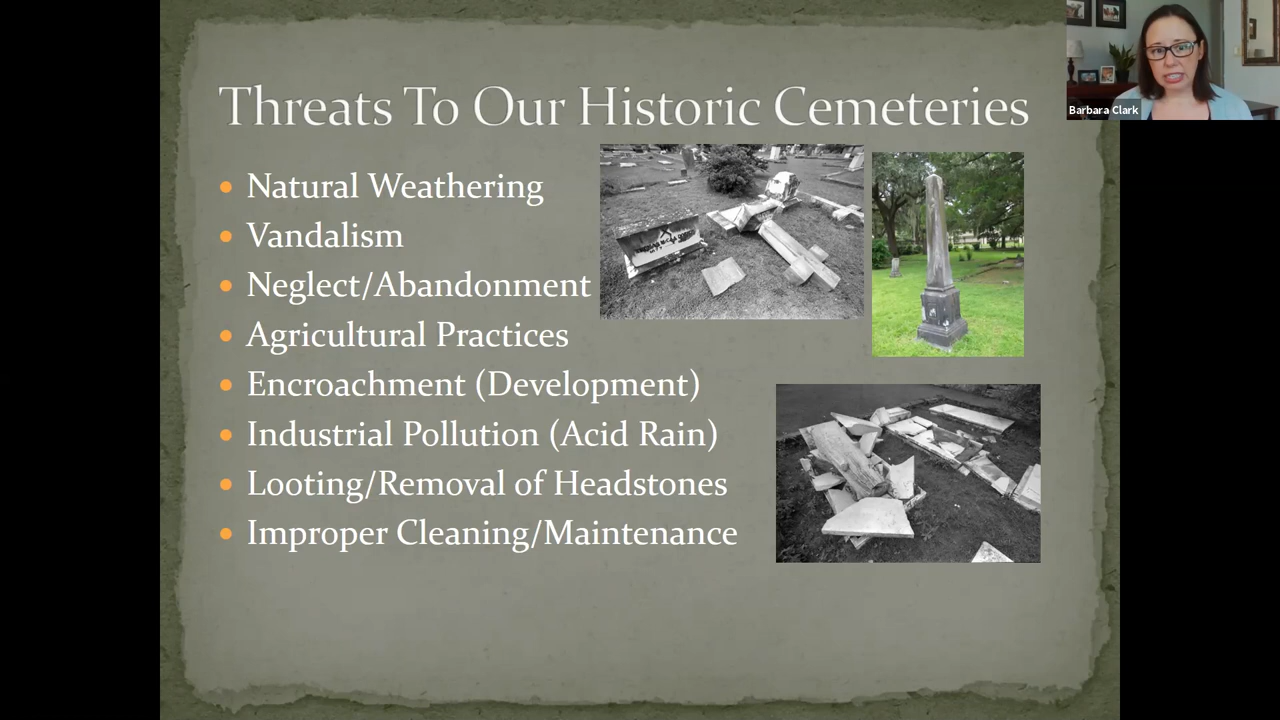 Threats To Our Historic Cemeteries
Natural Weathering
Vandalism
Neglect/Abandonment
Agricultural Practices
Encroachment (Development)
Industrial Pollution (Acid Rain)
Looting/Removal of Headstones
Improper Cleaning/Maintenance
Barbara Clark